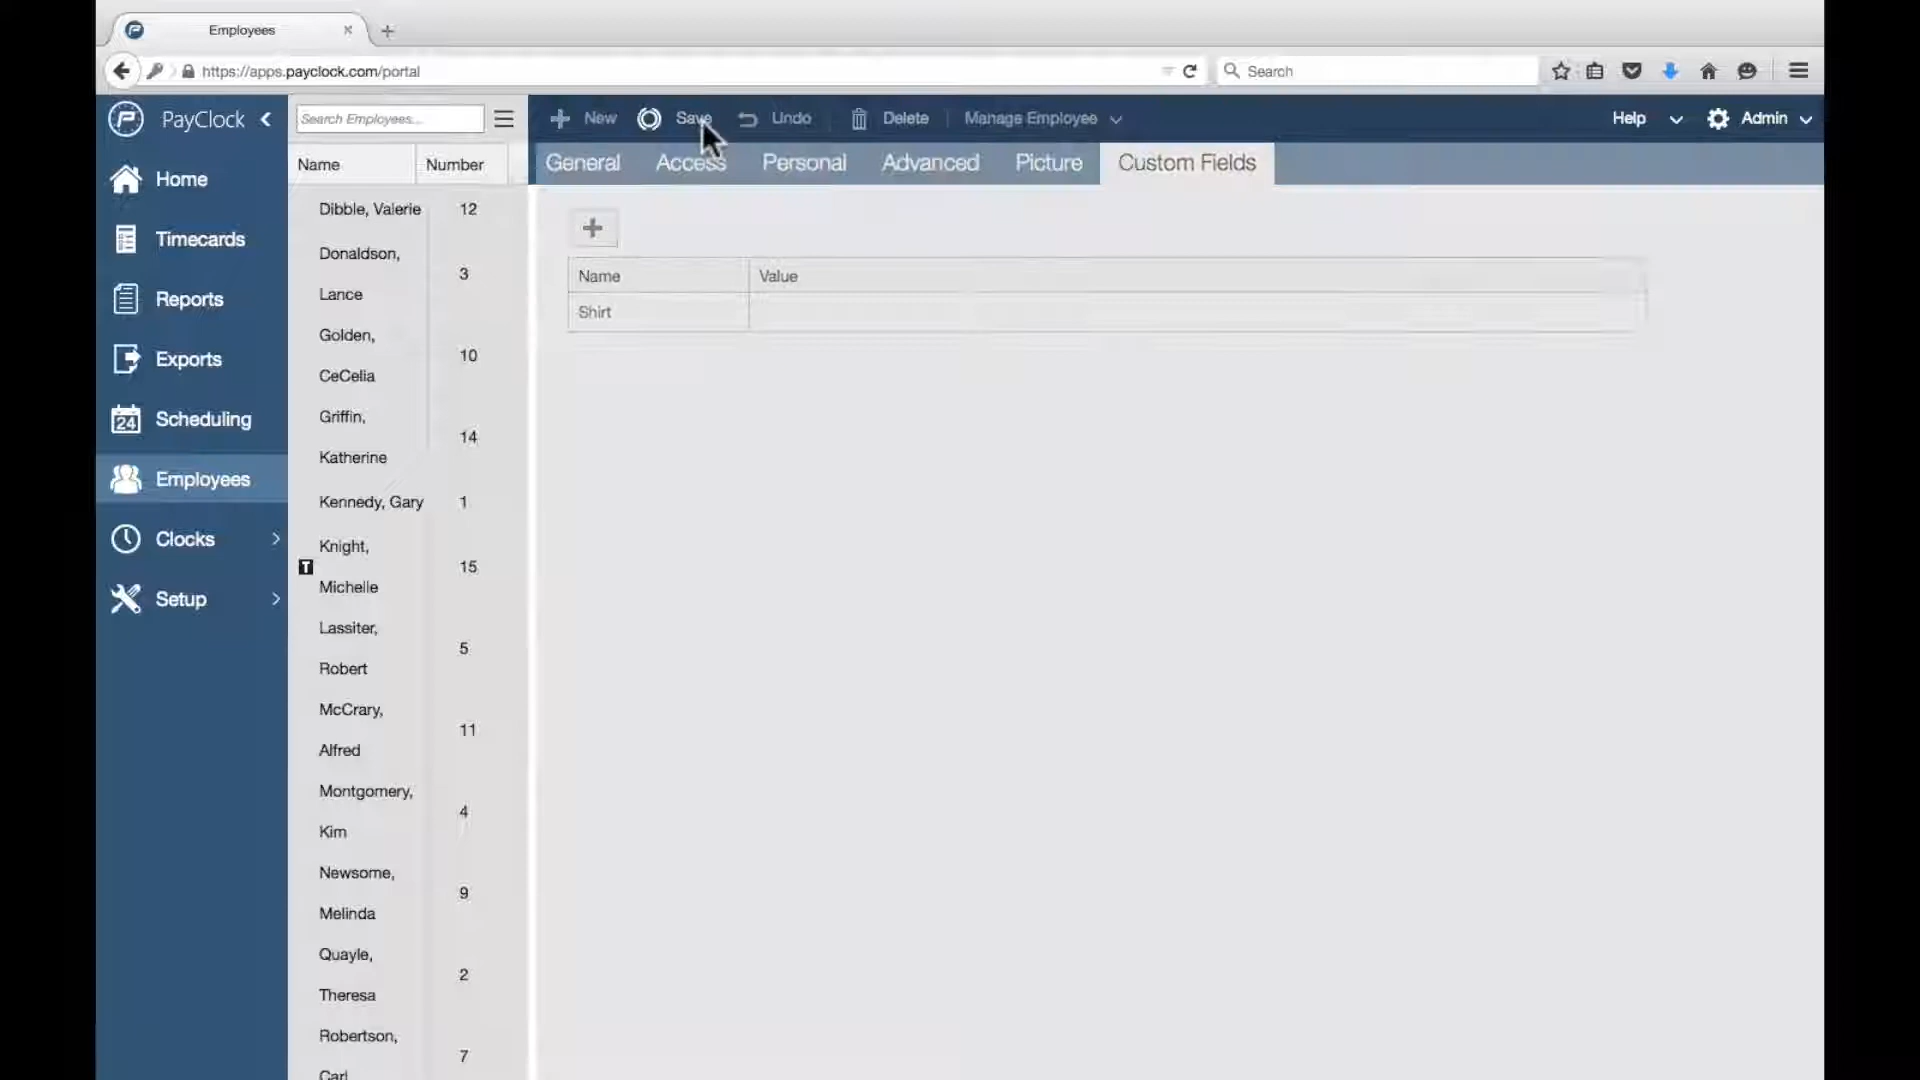 Employees
https://apps.payclock.com/portal
Search
PayClock
Search Employees...
New
Save
Undo
Delete
Manage Employee
Help
Admin
Name
Number
General
Access
Personal
Advanced
Picture
Custom Fields
Home
Timecards
Reports
Exports
24
Scheduling
Employees
Clocks
Setup
Dibble, Valerie
12
Donaldson,
Lance
3
Golden,
CeCelia
10
Griffin,
Katherine
14
Kennedy, Gary
1
T
Knight,
Michelle
15
Lassiter,
Robert
5
McCrary,
Alfred
11
Montgomery,
Kim
4
Newsome,
Melinda
9
Quayle,
Theresa
2
Robertson,
Carl
7
Name
Value
Shirt